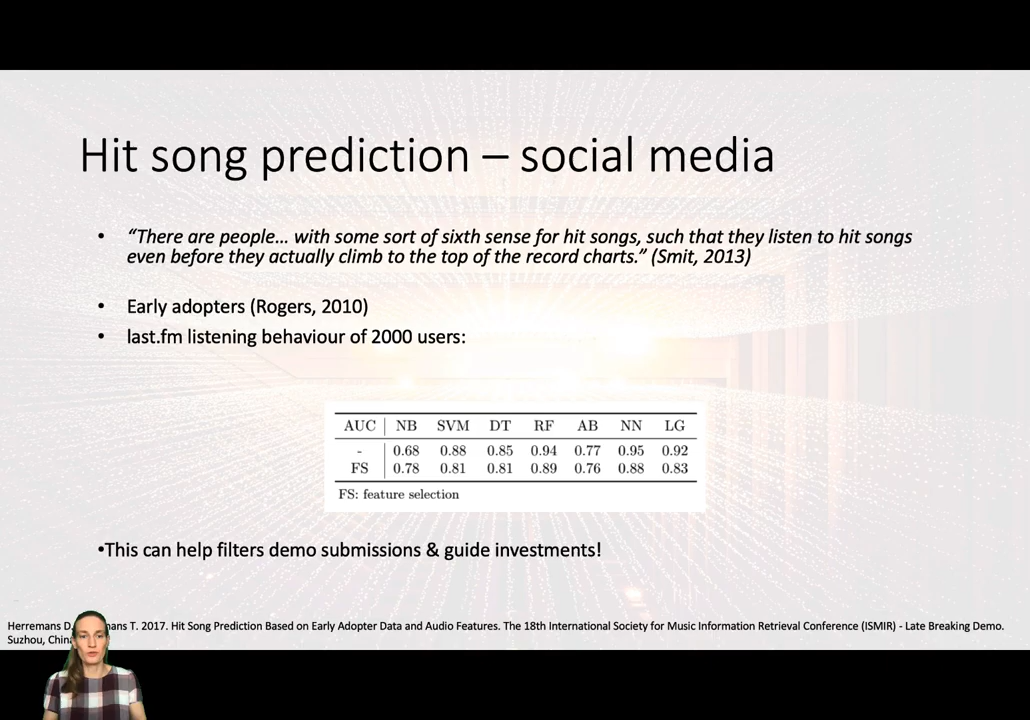 Hit song prediction – social media
• “There are people… with some sort of sixth sense for hit songs, such that they listen to hit songs
even before they actually climb to the top of the record charts.” (Smit, 2013)
• Early adopters (Rogers, 2010)
• last.fm listening behaviour of 2000 users:
AUC NB SVM DT RF AB NN LG
- 0.68 0.88 0.85 0.94 0.77 0.95 0.92
FS 0.78 0.81 0.81 0.89 0.76 0.88 0.83
FS: feature selection
•This can help filters demo submissions & guide investments!
Herremans D. T. 2017. Hit Song Prediction Based on Early Adopter Data and Audio Features. The 18th International Society for Music Information Retrieval Conference (ISMIR) - Late Breaking Demo.
Suzhou,